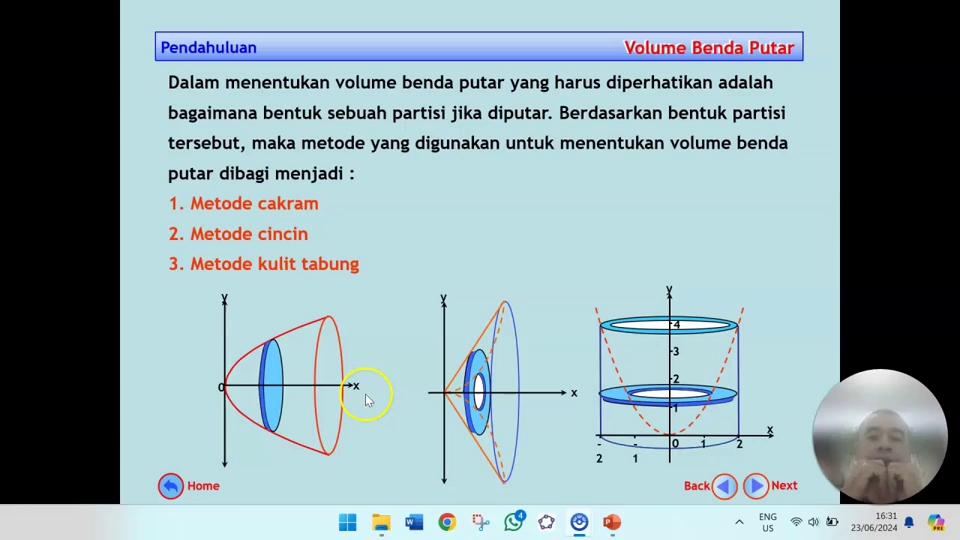 Pendahuluan
Volume Benda Putar
Dalam menentukan volume benda putar yang harus diperhatikan adalah
bagaimana bentuk sebuah partisi jika diputar. Berdasarkan bentuk partisi
tersebut, maka metode yang digunakan untuk menentukan volume benda
putar dibagi menjadi :
1. Metode cakram
2. Metode cincin
3. Metode kulit tabung
y
0
x
y
x
y
4
3
2
1
x
-2
-1
0
1
2
Home
Back
Next
4
PRE
ENG
US
16:31
23/06/2024